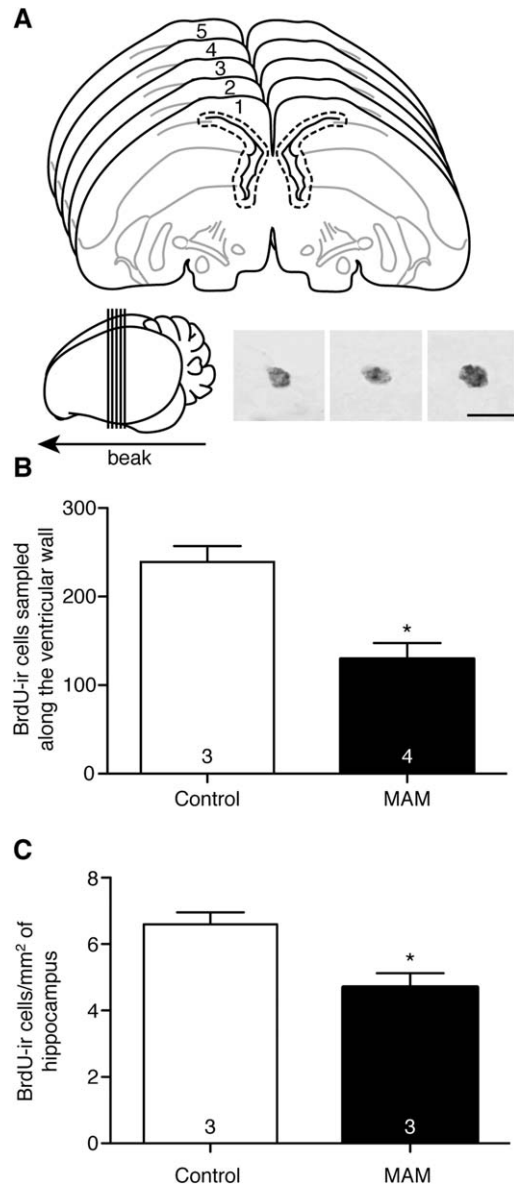 A
5
4
3
2
1
beak
B
300
200
100
0
BrdU-ir cells sampled
along the ventricular wall
*
3
4
Control
MAM
C
8
6
4
2
0
BrdU-ir cells/mm² of
hippocampus
*
3
3
Control
MAM